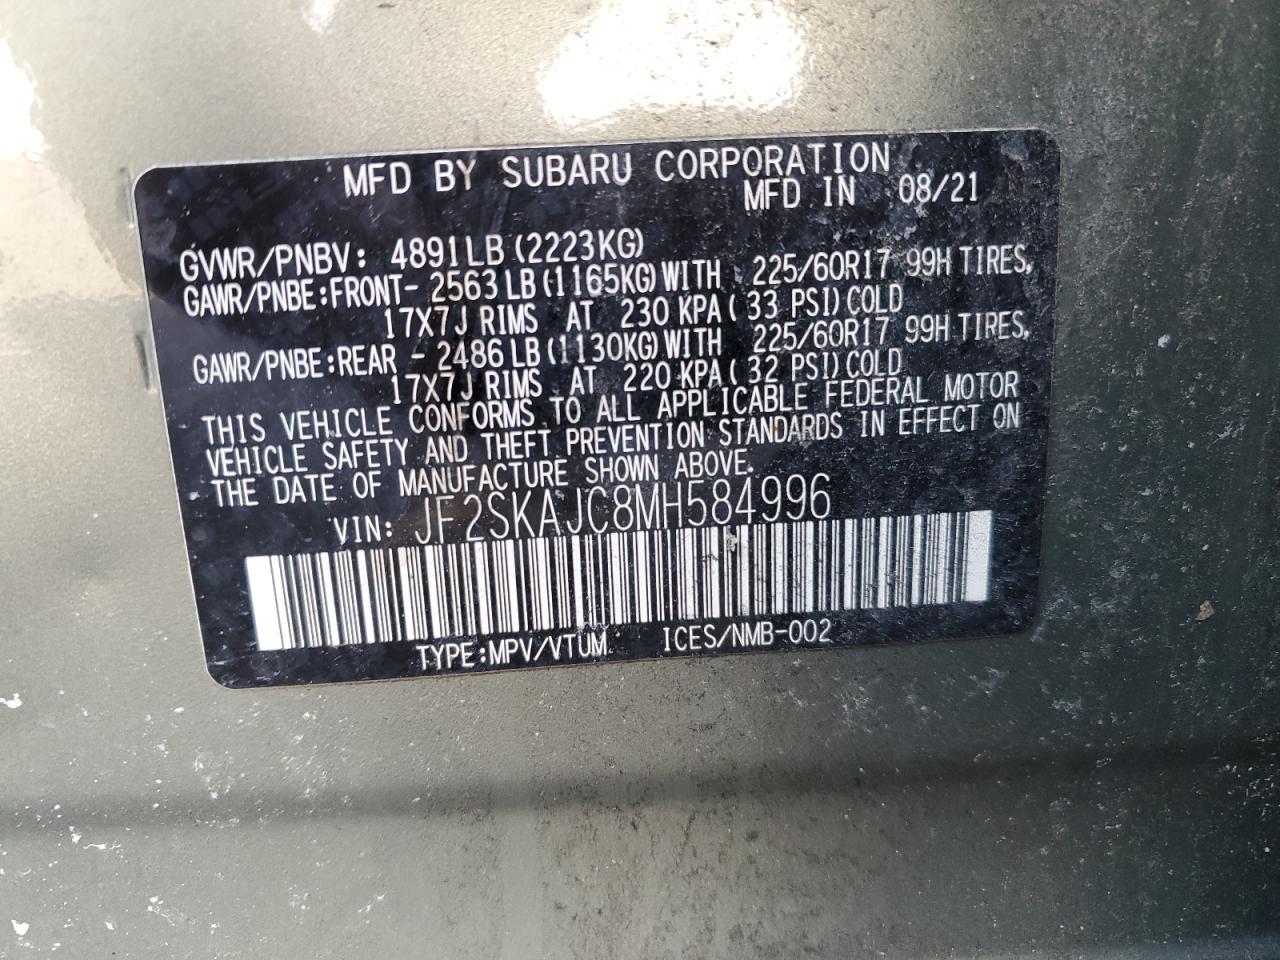 MFD BY SUBARU CORPORATION
MFD IN 08/21
GVWR/PNBV: 4891LB (2223KG)
GAWR/PNBE:FRONT- 2563LB(1165KG)WITH 225/60R17 99H TIRES,
17X7J RIMS AT 230 KPA( 33 PSI)COLD
GAWR/PNBE:REAR - 2486LB(1130KG)WITH 225/60R17 99H TIRES,
17X7J RIMS AT 220 KPA( 32 PSI)COLD
THIS VEHICLE CONFORMS TO ALL APPLICABLE FEDERAL MOTOR
VEHICLE SAFETY AND THEFT PREVENTION STANDARDS IN EFFECT ON
THE DATE OF MANUFACTURE SHOWN ABOVE.
VIN: JF2SKAJC8MH584996
TYPE:MPV/VTUM ICES/NMB-002